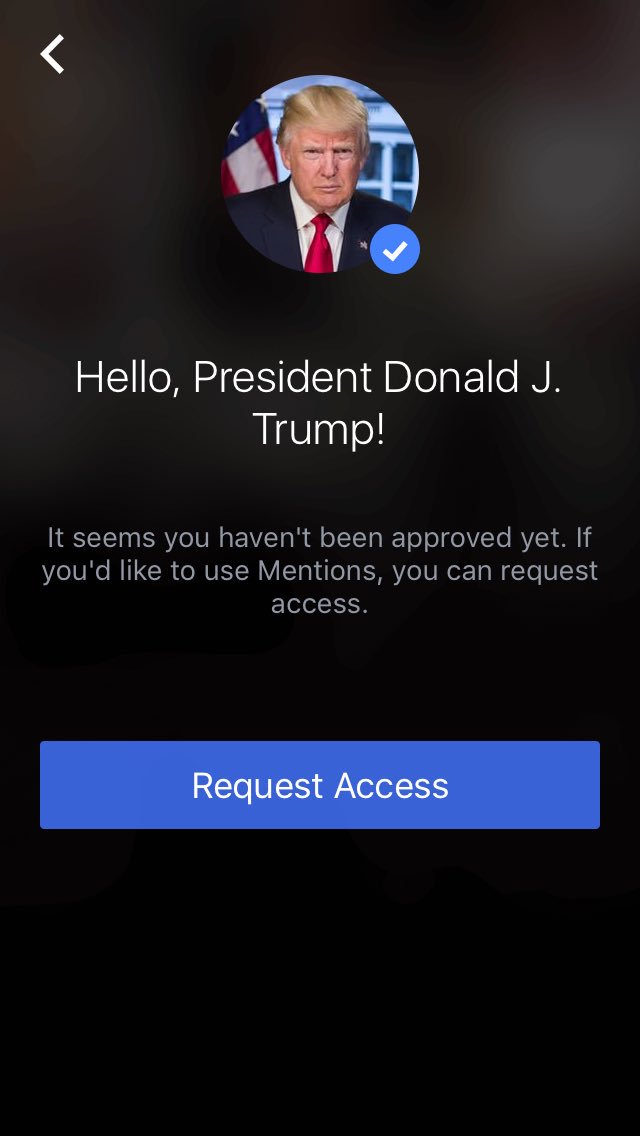 Hello, President Donald J.
Trump!
It seems you haven't been approved yet. If
you'd like to use Mentions, you can request
access.
Request Access